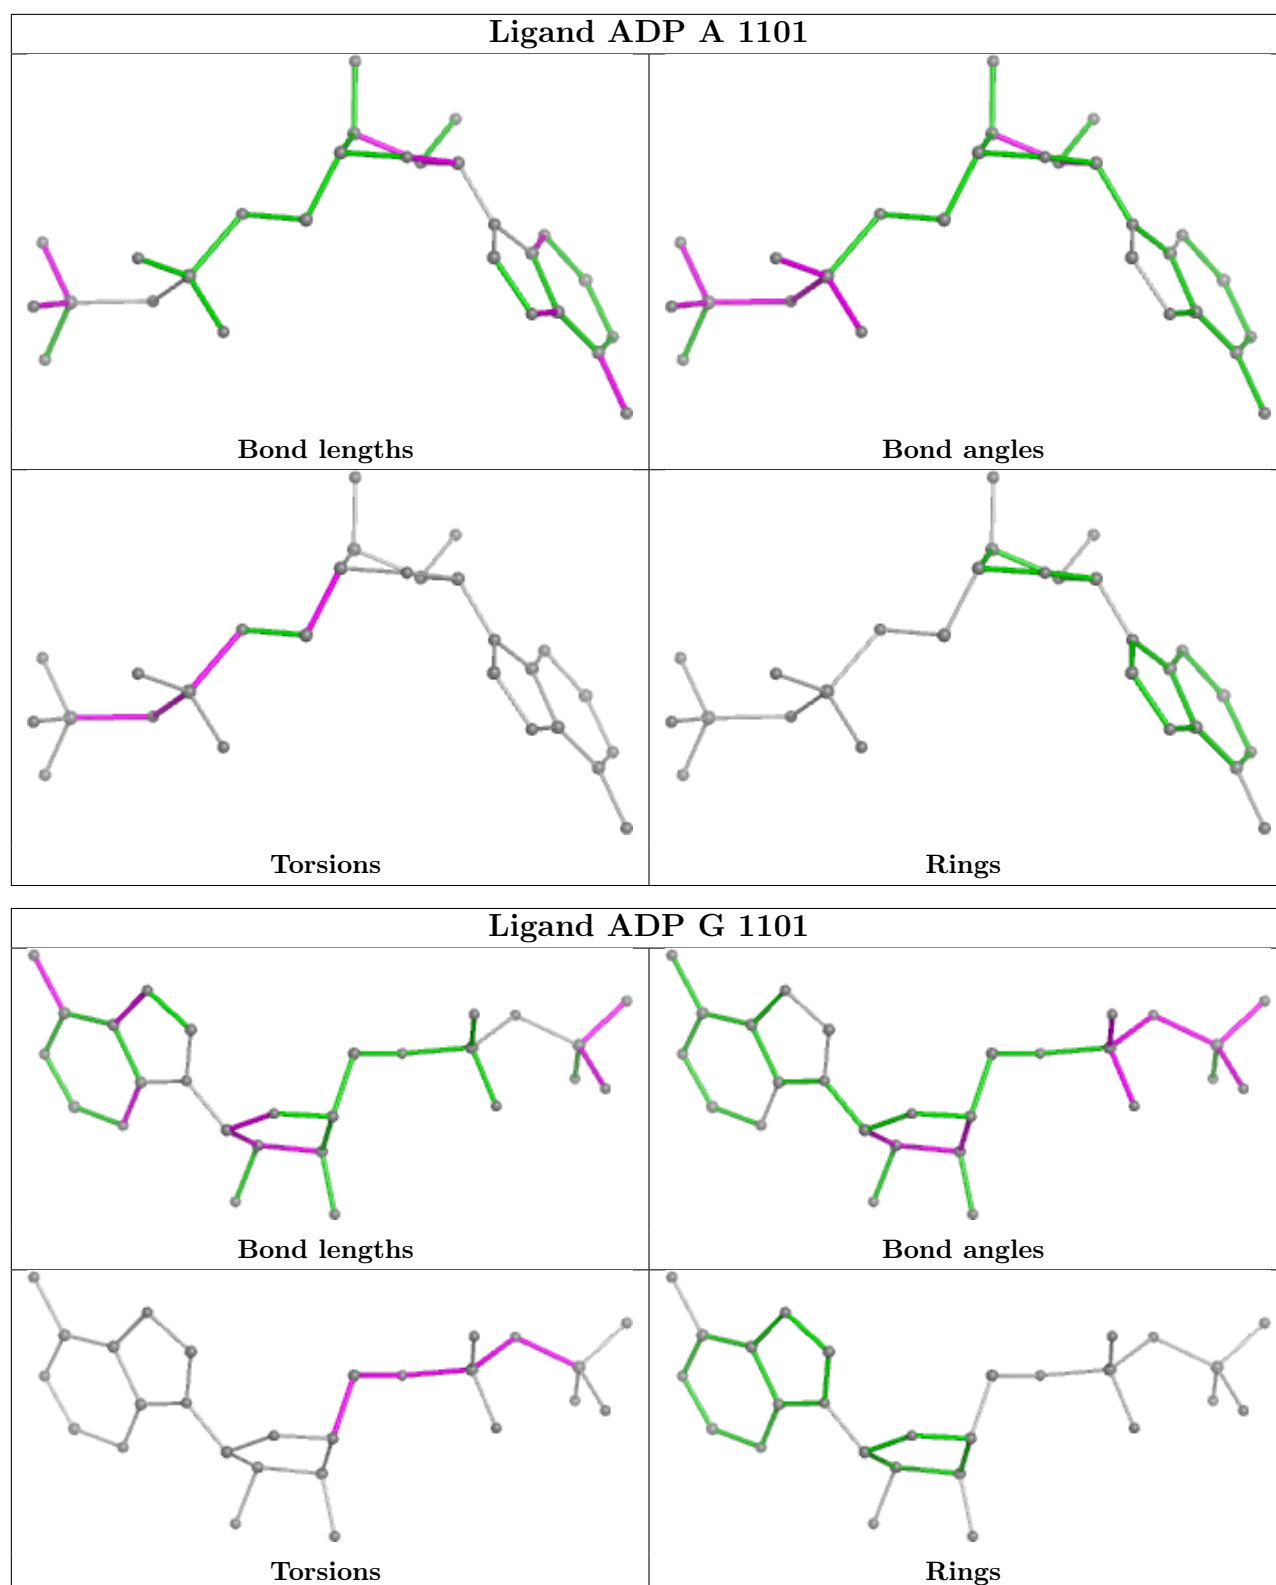 Ligand ADP A 1101
Bond lengths
Bond angles
Torsions
Rings
Ligand ADP G 1101
Bond lengths
Bond angles
Torsions
Rings